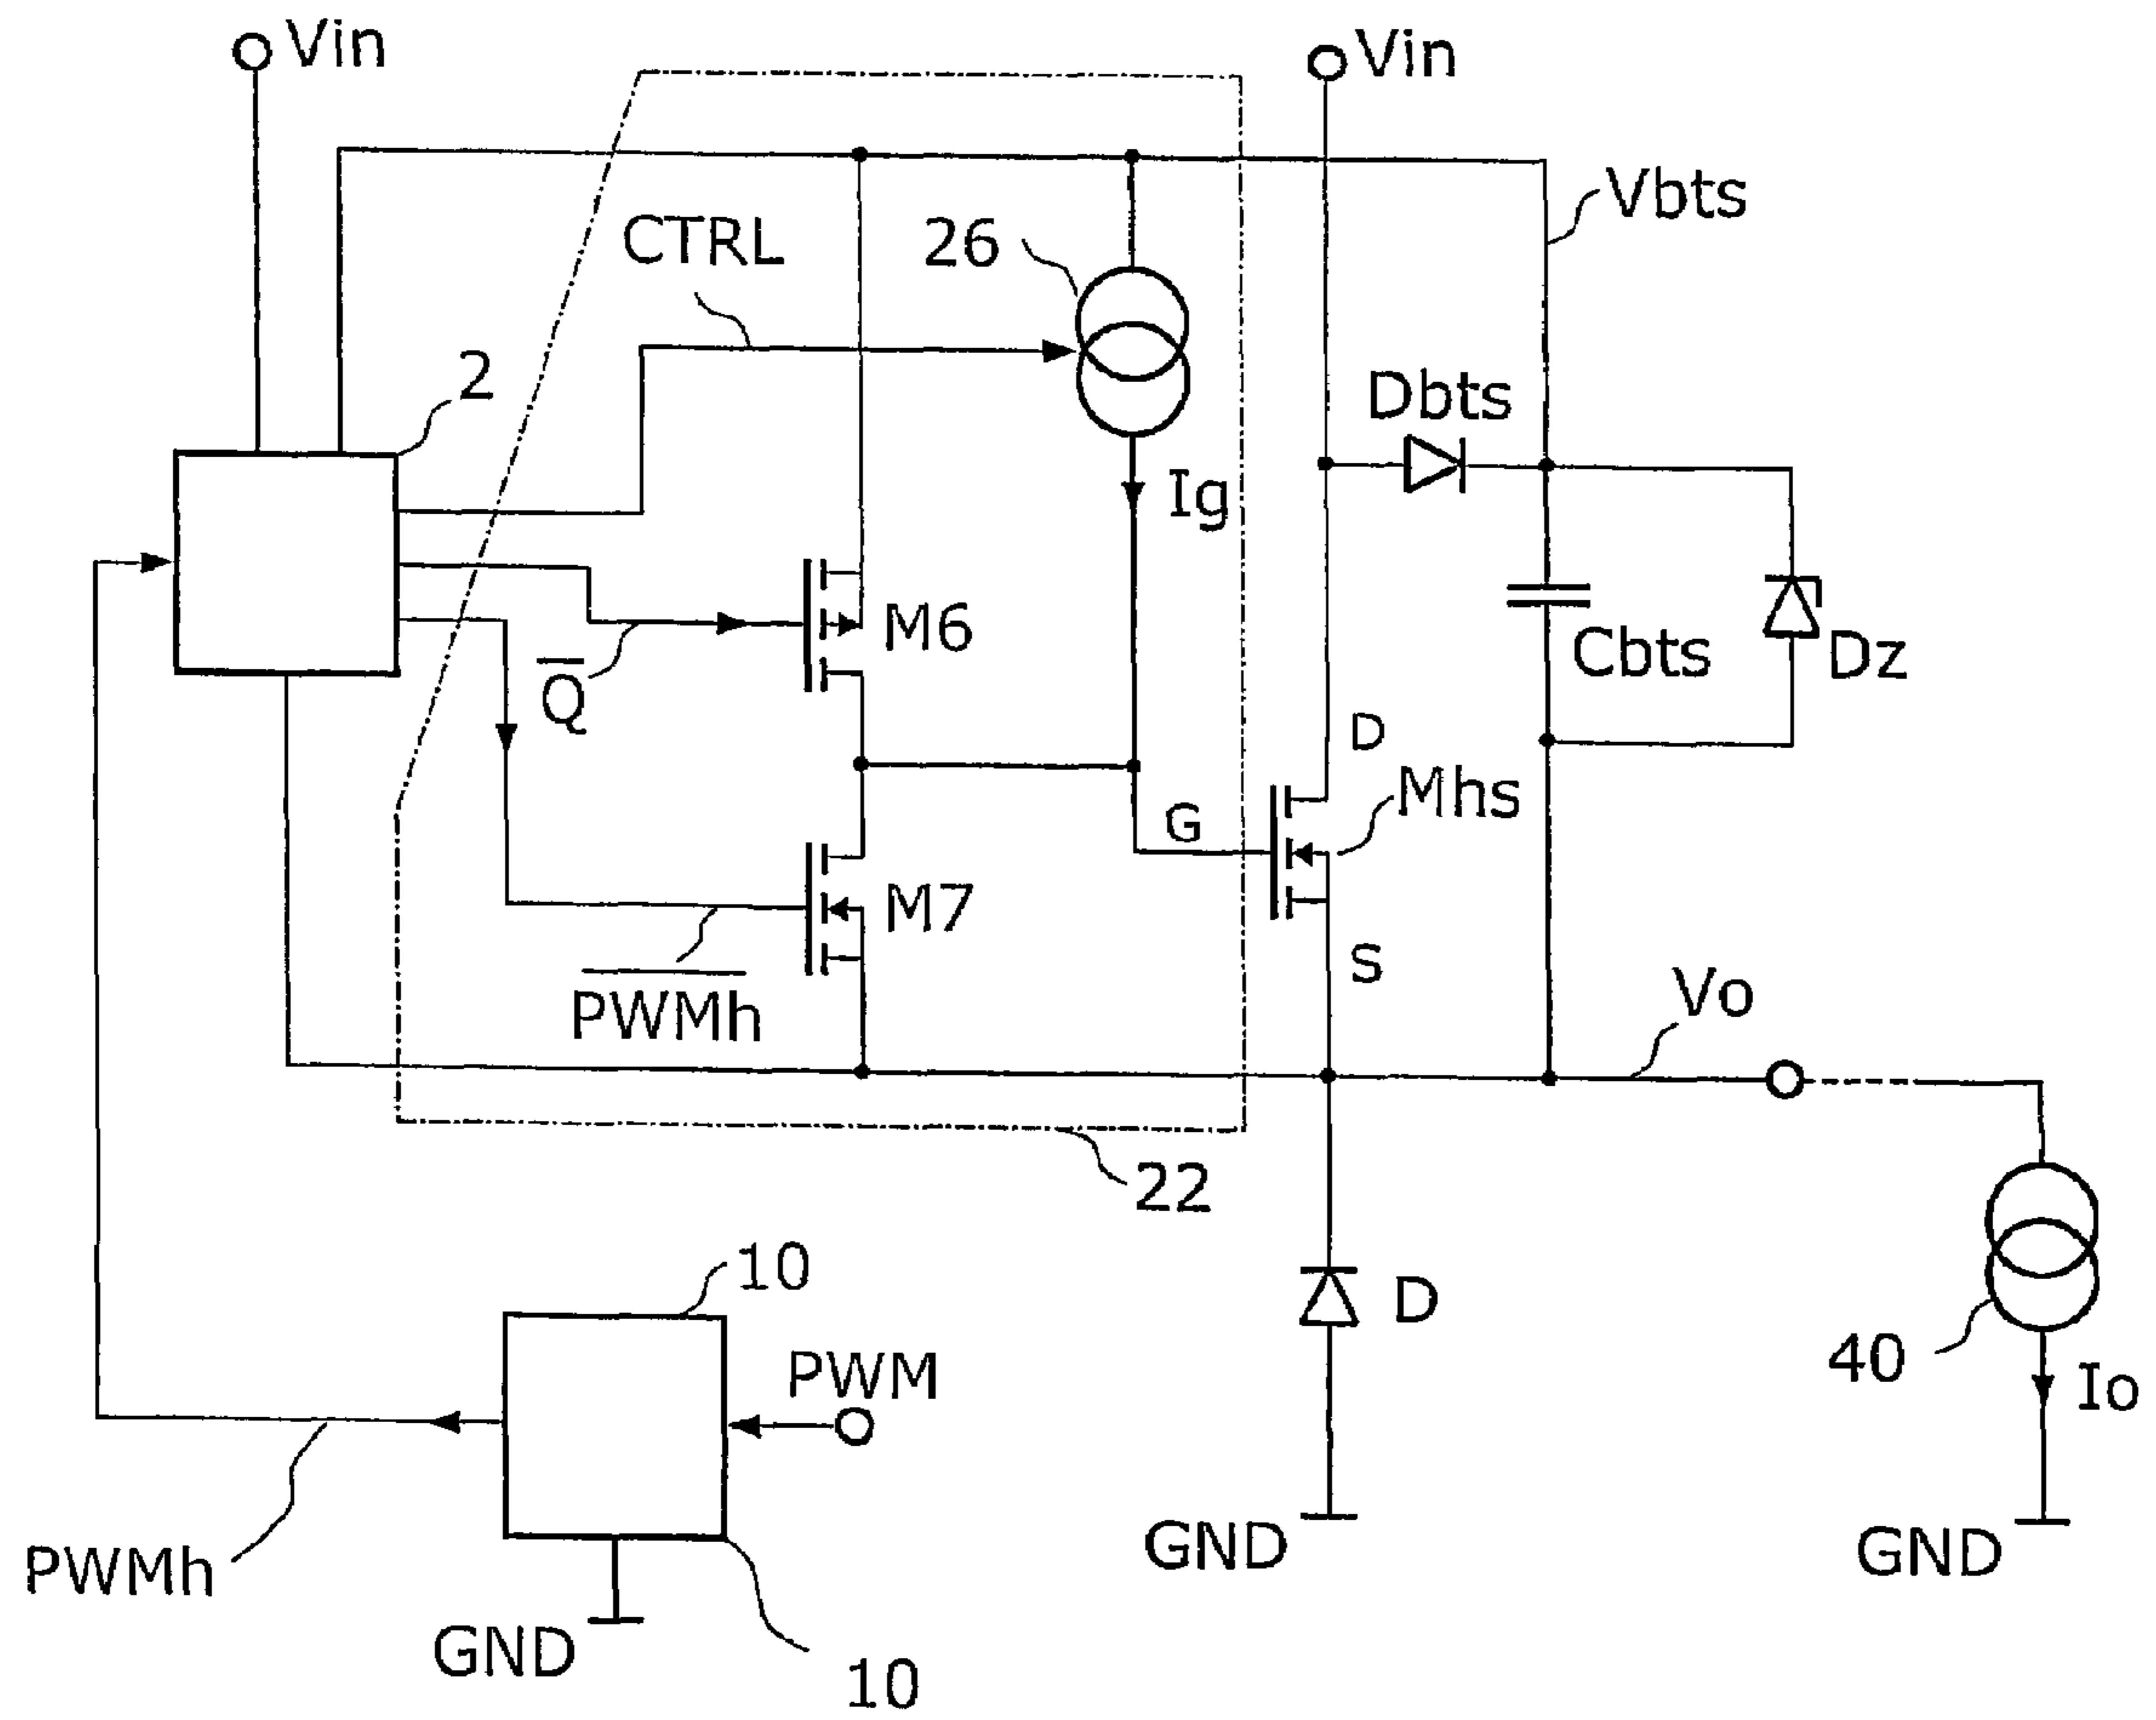 Vin
Vin
Vbts
CTRL
26
2
Dbts
Ig
M6
Q̅
Cbts
Dz
D
Mhs
G
M7
S
P̅W̅M̅h̅
Vo
22
10
D
PWM
40
Io
PWMh
GND
GND
GND
10